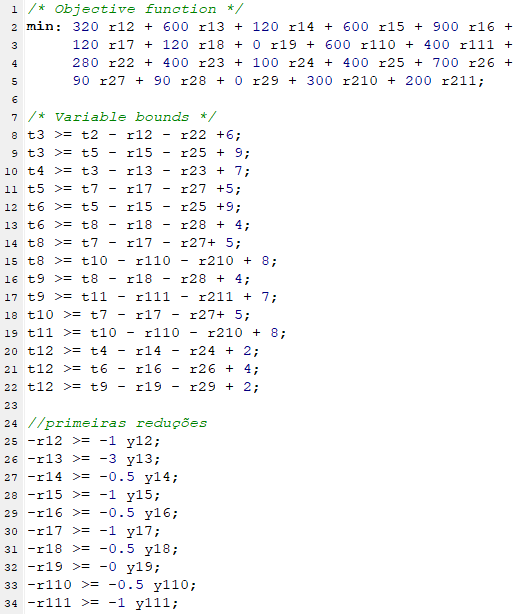 1 /* Objective function */
2 min: 320 r12 + 600 r13 + 120 r14 + 600 r15 + 900 r16 +
3 120 r17 + 120 r18 + 0 r19 + 600 r110 + 400 r111 +
4 280 r22 + 400 r23 + 100 r24 + 400 r25 + 700 r26 +
5 90 r27 + 90 r28 + 0 r29 + 300 r210 + 200 r211;
6
7 /* Variable bounds */
8 t3 >= t2 - r12 - r22 +6;
9 t3 >= t5 - r15 - r25 + 9;
10 t4 >= t3 - r13 - r23 + 7;
11 t5 >= t7 - r17 - r27 +5;
12 t6 >= t5 - r15 - r25 +9;
13 t6 >= t8 - r18 - r28 + 4;
14 t8 >= t7 - r17 - r27+ 5;
15 t8 >= t10 - r110 - r210 + 8;
16 t9 >= t8 - r18 - r28 + 4;
17 t9 >= t11 - r111 - r211 + 7;
18 t10 >= t7 - r17 - r27+ 5;
19 t11 >= t10 - r110 - r210 + 8;
20 t12 >= t4 - r14 - r24 + 2;
21 t12 >= t6 - r16 - r26 + 4;
22 t12 >= t9 - r19 - r29 + 2;
23
24 //primeiras reduções
25 -r12 >= -1 y12;
26 -r13 >= -3 y13;
27 -r14 >= -0.5 y14;
28 -r15 >= -1 y15;
29 -r16 >= -0.5 y16;
30 -r17 >= -1 y17;
31 -r18 >= -0.5 y18;
32 -r19 >= -0 y19;
33 -r110 >= -0.5 y110;
34 -r111 >= -1 y111;